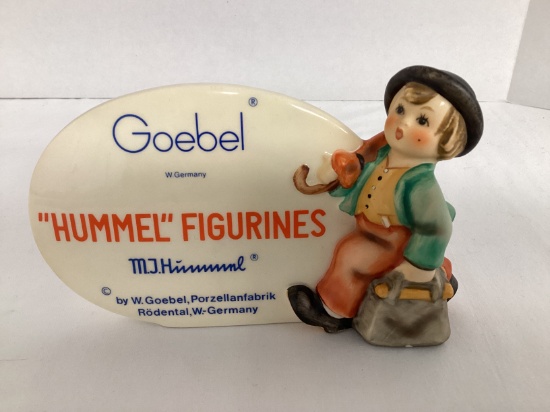 Goebel®
W. Germany
"HUMMEL" FIGURINES
M.J.Hummel®
© by W. Goebel, Porzellanfabrik
Rödental, W.-Germany